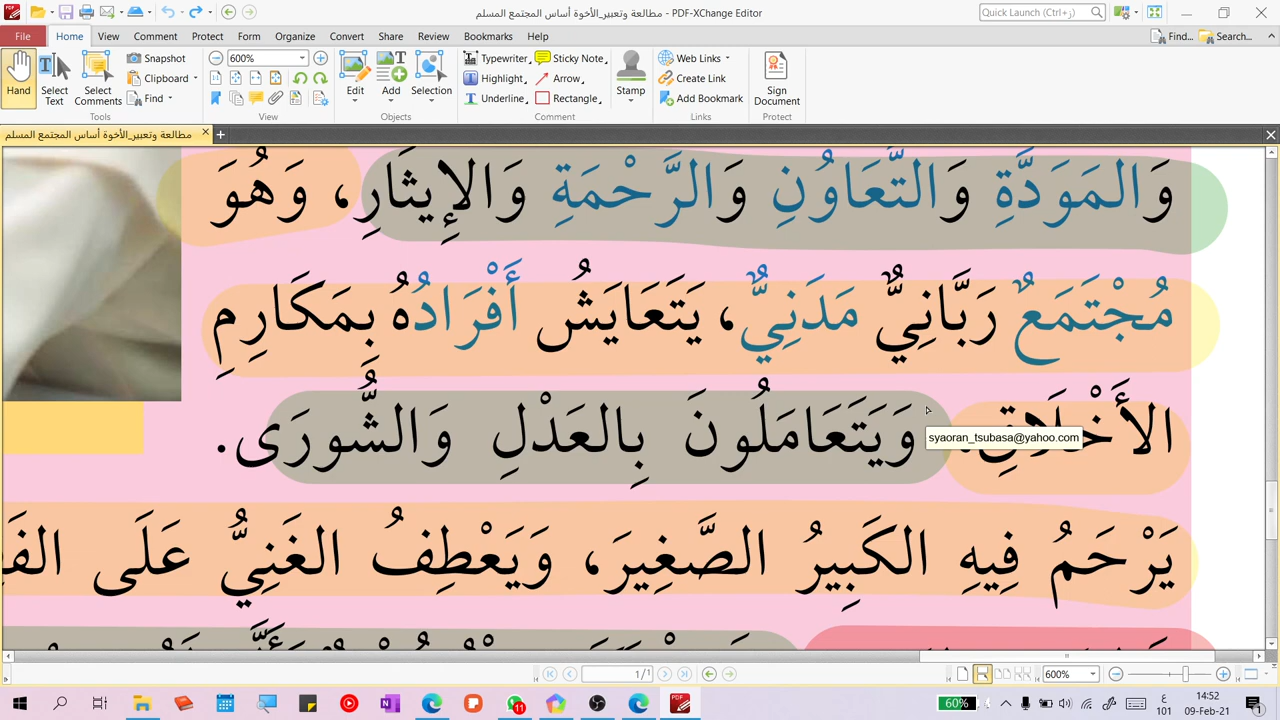 مطالعة وتعبير_الأخوة أساس المجتمع المسلم - PDF-XChange Editor
Quick Launch (Ctrl+ز)
File Home View Comment Protect Form Organize Convert Share Review Bookmarks Help
Find... Search...
Hand
Select Text
Select Comments
Snapshot
Clipboard
Find
Tools
600%
View
Edit
Add
Selection
Objects
Typewriter
Highlight
Underline
Sticky Note
Arrow
Rectangle
Stamp
Comment
Web Links
Create Link
Add Bookmark
Links
Sign Document
Protect
مطالعة وتعبير_الأخوة أساس المجتمع المسلم
وَالمَوَدَّةِ وَالتَّعَاوُنِ وَالرَّحْمَةِ وَالإِيثَارِ، وَهُوَ
مُجْتَمَعٌ رَبَّانِيٌّ مَدَنِيٌّ، يَتَعَايَشُ أَفْرَادُهُ بِمَكَارِمِ
الأَخْلَاقِ، وَيَتَعَامَلُونَ بِالعَدْلِ وَالشُّورَى.
syaoran_tsubasa@yahoo.com
يَرْحَمُ فِيهِ الكَبِيرُ الصَّغِيرَ، وَيَعْطِفُ الغَنِيُّ عَلَى
1/1
600%
11
60%
ع
101
14:52
09-Feb-21
1